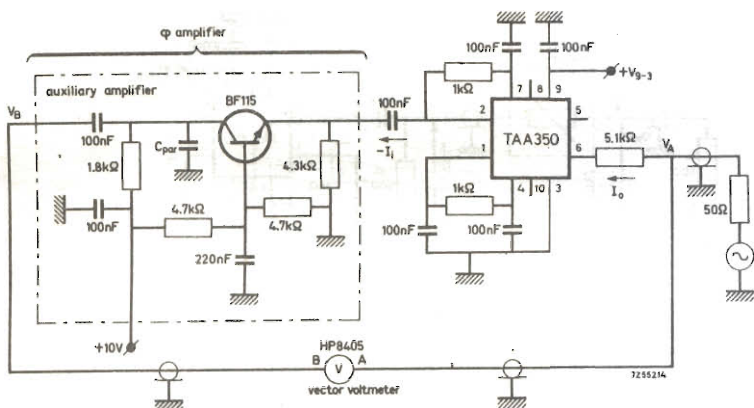 φ amplifier
auxiliary amplifier
BF115
V_B
100nF
1.8kΩ
C_par
100nF
4.7kΩ
4.7kΩ
4.3kΩ
220nF
+10V
100nF
-I_i
1kΩ
100nF
100nF
+V_9-3
7 8 9
2
5
TAA350
1
6
4 10 3
5.1kΩ
V_A
I_o
1kΩ
100nF
100nF
50Ω
HP8405
B V A
vector voltmeter
7255214